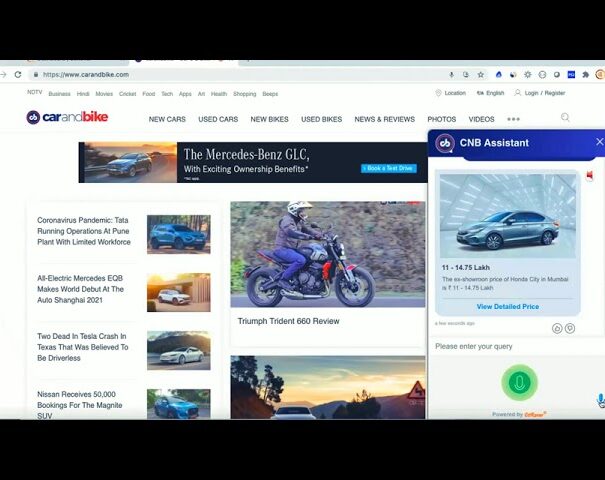 https://www.carandbike.com
NDTV Business Hindi Movies Cricket Food Tech Apps Art Health Shopping Beeps
Location English Login / Register
carandbike
NEW CARS USED CARS NEW BIKES USED BIKES NEWS & REVIEWS PHOTOS VIDEOS
The Mercedes-Benz GLC,
With Exciting Ownership Benefits*
Book a Test Drive
Coronavirus Pandemic: Tata
Running Operations At Pune
Plant With Limited Workforce
All-Electric Mercedes EQB
Makes World Debut At The
Auto Shanghai 2021
Two Dead In Tesla Crash In
Texas That Was Believed To
Be Driverless
Nissan Receives 50,000
Bookings For The Magnite
SUV
Triumph Trident 660 Review
CNB Assistant
11 - 14.75 Lakh
The ex-showroon price of Honda City in Mumbai
is ₹ 11 - 14.75 Lakh
View Detailed Price
a few seconds ago
Please enter your query
Powered by